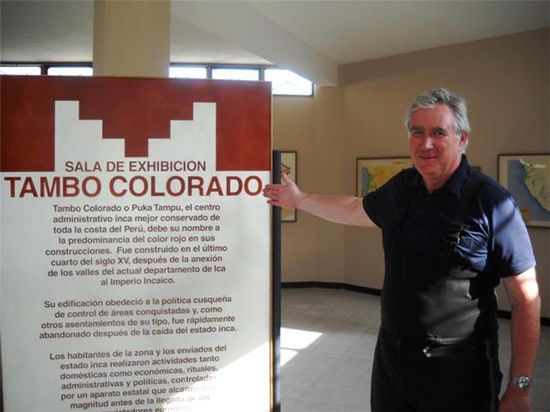 SALA DE EXHIBICION
TAMBO COLORADO
Tambo Colorado o Puka Tampu, el centro
administrativo inca mejor conservado de
toda la costa del Perú, debe su nombre a
la predominancia del color rojo en sus
construcciones. Fue construido en el último
cuarto del siglo XV, después de la anexión
de los valles del actual departamento de Ica
al Imperio Incaico.
Su edificación obedeció a la política cusqueña
de control de áreas conquistadas y, como
otros asentamientos de su tipo, fue rápidamente
abandonado después de la caída del estado inca.
Los habitantes de la zona y los enviados del
estado inca realizaron actividades tanto
domésticas como económicas, rituales,
administrativas y políticas, controladas
por un aparato estatal que alcanzó
magnitud antes de la llegada de los